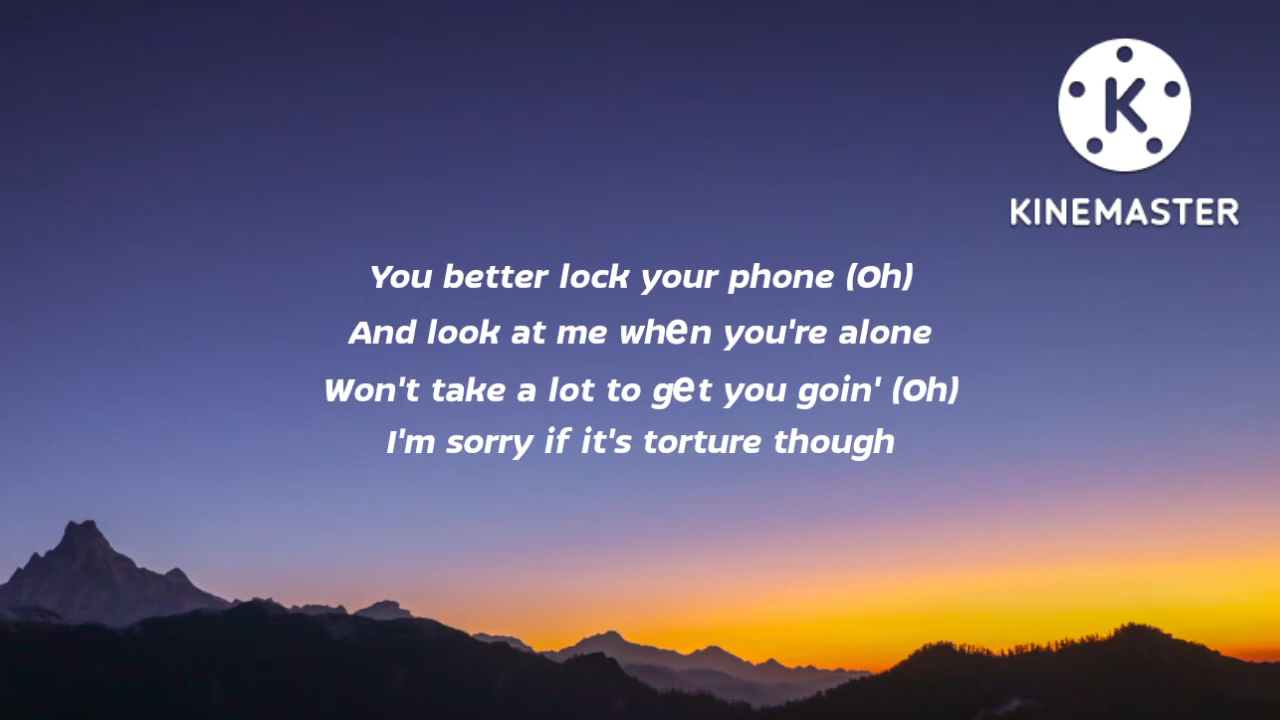 K
KINEMASTER
You better lock your phone (Oh)
And look at me when you're alone
Won't take a lot to get you goin' (Oh)
I'm sorry if it's torture though